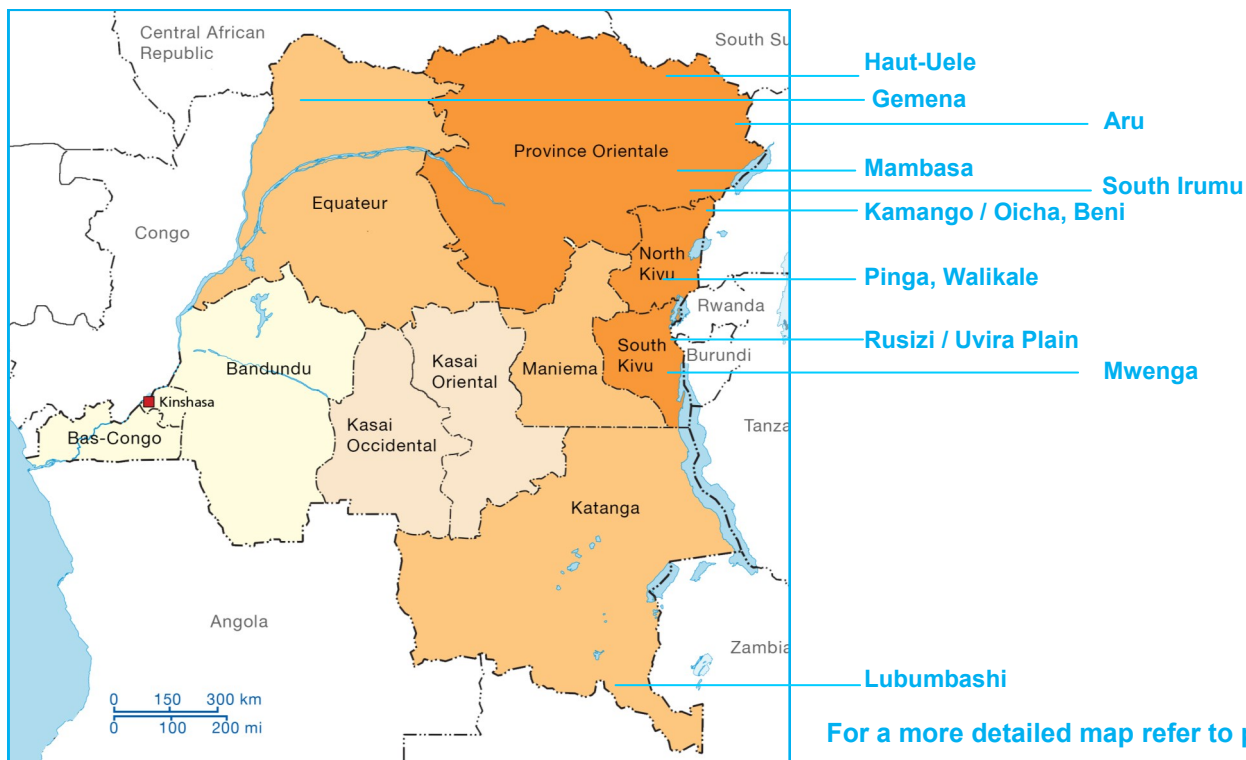 Central African
Republic
South Su
Haut-Uele
Gemena
Aru
Province Orientale
Mambasa
South Irumu
Equateur
Kamango / Oicha, Beni
Congo
North
Kivu
Pinga, Walikale
Rwanda
Rusizi / Uvira Plain
South
Kivu
Burundi
Kasai
Oriental
Maniema
Bandundu
Mwenga
Kinshasa
Kasai
Occidental
Bas-Congo
Tanza
Katanga
Angola
Zambia
Lubumbashi
0 150 300 km
0 100 200 mi
For a more detailed map refer to p